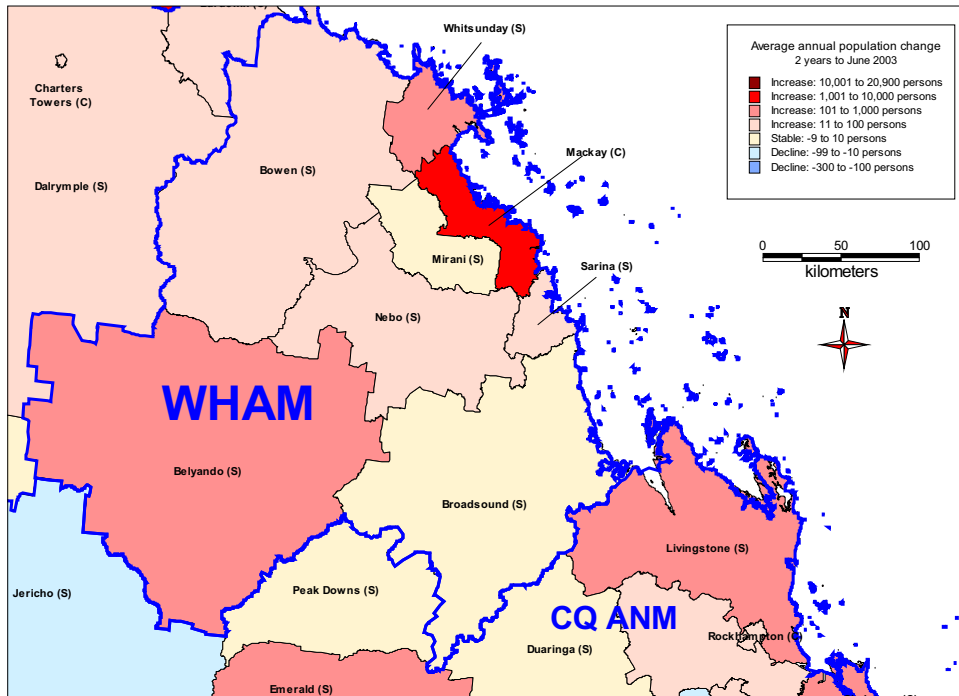 Whitsunday (S)
Average annual population change
2 years to June 2003
Increase: 10,001 to 20,900 persons
Increase: 1,001 to 10,000 persons
Increase: 101 to 1,000 persons
Increase: 11 to 100 persons
Stable: -9 to 10 persons
Decline: -99 to -10 persons
Decline: -300 to -100 persons
Charters
Towers (C)
Mackay (C)
Bowen (S)
Dalrymple (S)
0 50 100
kilometers
Mirani (S)
Sarina (S)
N
Nebo (S)
WHAM
Belyando (S)
Broadsound (S)
Livingstone (S)
Jericho (S)
Peak Downs (S)
CQ ANM
Rockhampton (C)
Duaringa (S)
Emerald (S)